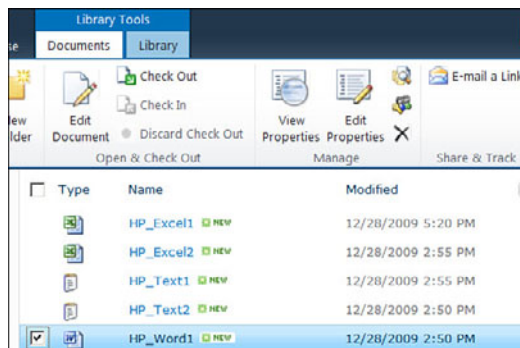 Library Tools
se Documents Library
Check Out
E-mail a Link
Check In
ew
lder
Edit
Document
Discard Check Out
View
Properties
Edit
Properties
Open & Check Out Manage Share & Track
Type Name Modified
HP_Excel1 NEW 12/28/2009 5:20 PM
HP_Excel2 NEW 12/28/2009 2:55 PM
HP_Text1 NEW 12/28/2009 2:55 PM
HP_Text2 NEW 12/28/2009 2:50 PM
HP_Word1 NEW 12/28/2009 2:50 PM